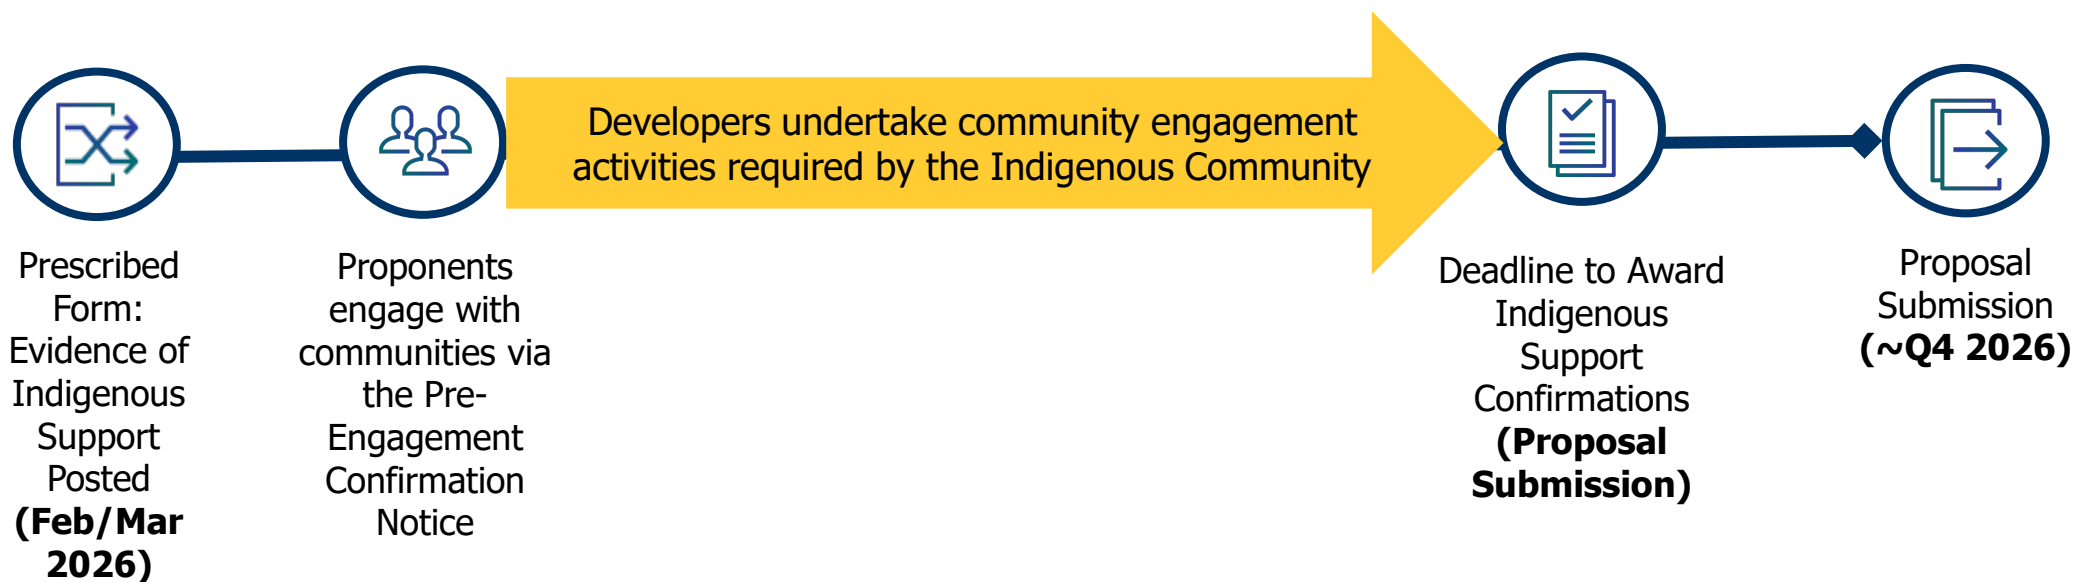 Developers undertake community engagement
activities required by the Indigenous Community
Prescribed
Form:
Evidence of
Indigenous
Support
Posted
(Feb/Mar
2026)
Proponents
engage with
communities via
the Pre-
Engagement
Confirmation
Notice
Deadline to Award
Indigenous
Support
Confirmations
(Proposal
Submission)
Proposal
Submission
(~Q4 2026)